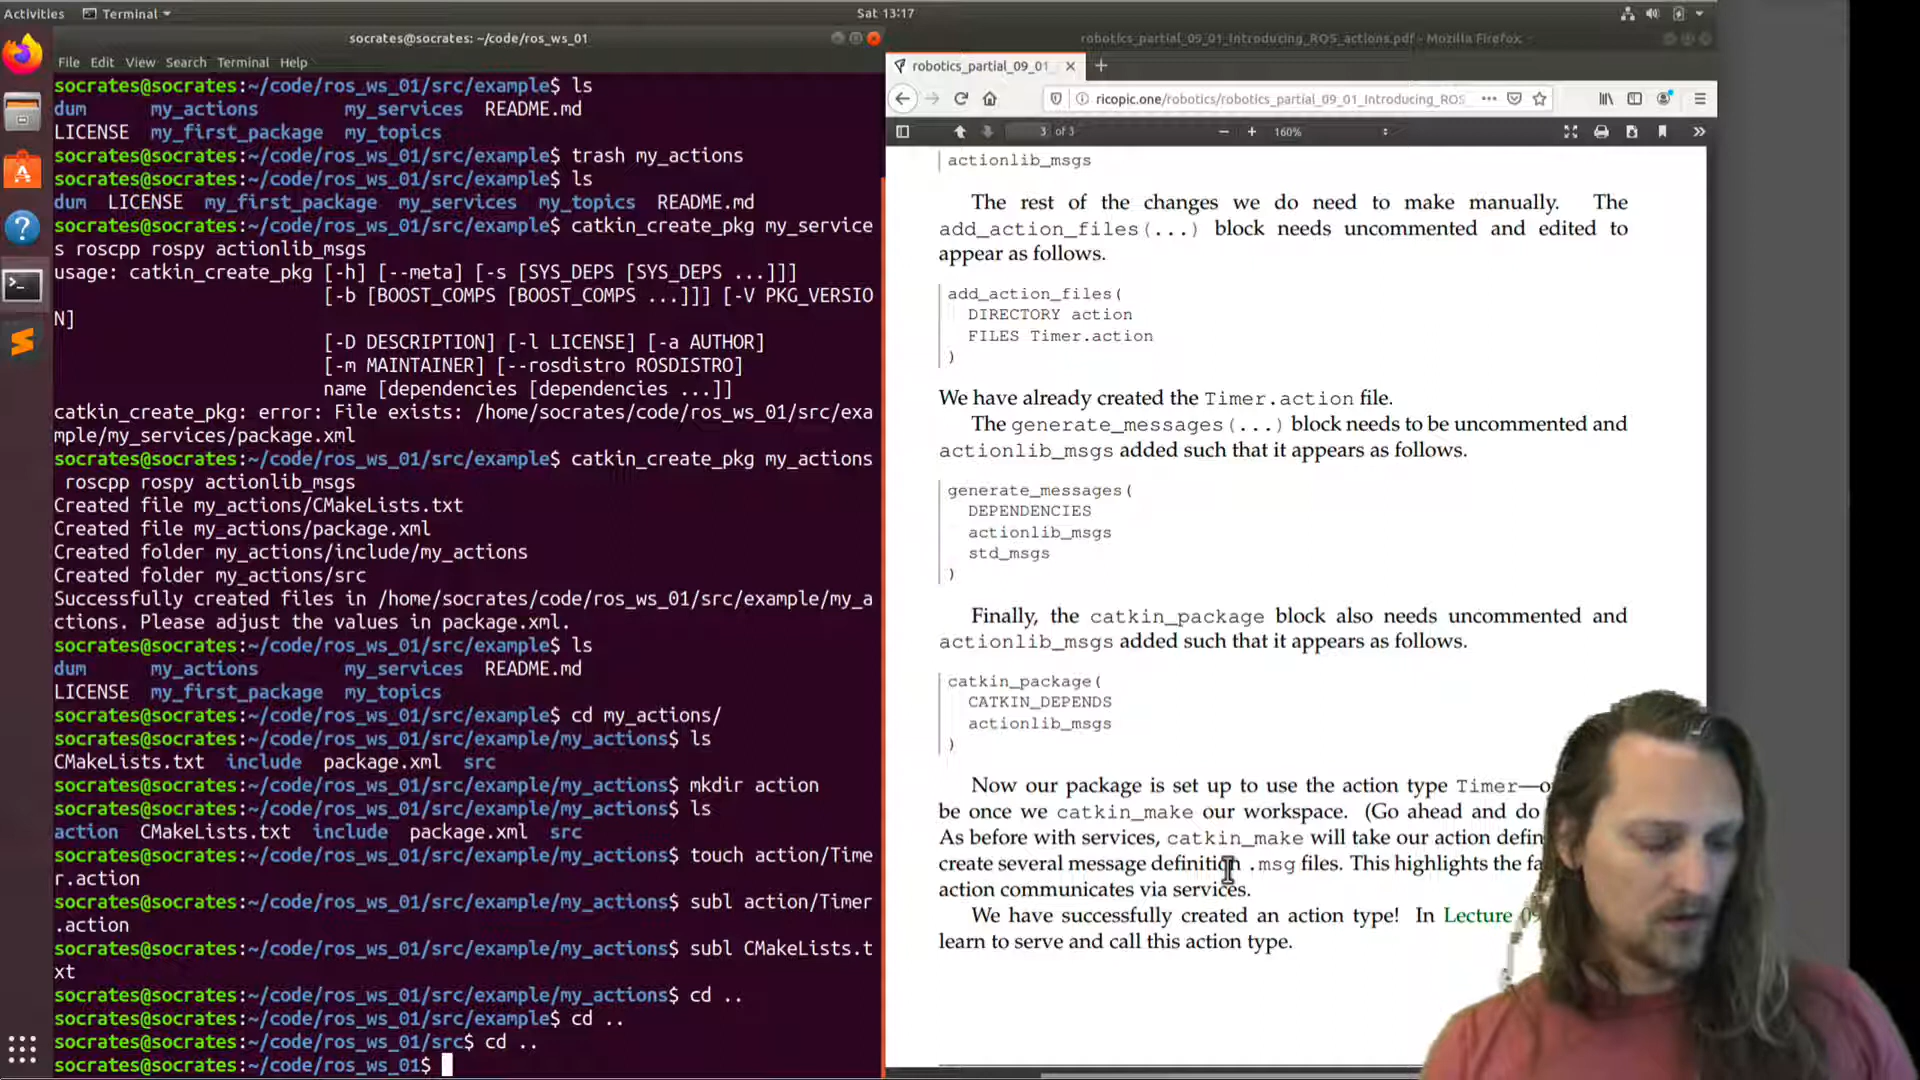 Activities
Terminal
Sat 13:17
socrates@socrates: ~/code/ros_ws_01
File Edit View Search Terminal Help
socrates@socrates:~/code/ros_ws_01/src/example$ ls
dum my_actions my_services README.md
LICENSE my_first_package my_topics
socrates@socrates:~/code/ros_ws_01/src/example$ trash my_actions
socrates@socrates:~/code/ros_ws_01/src/example$ ls
dum LICENSE my_first_package my_services my_topics README.md
socrates@socrates:~/code/ros_ws_01/src/example$ catkin_create_pkg my_service
s roscpp rospy actionlib_msgs
usage: catkin_create_pkg [-h] [--meta] [-s [SYS_DEPS [SYS_DEPS ...]]]
[-b [BOOST_COMPS [BOOST_COMPS ...]]] [-V PKG_VERSIO
N]
[-D DESCRIPTION] [-l LICENSE] [-a AUTHOR]
[-m MAINTAINER] [--rosdistro ROSDISTRO]
name [dependencies [dependencies ...]]
catkin_create_pkg: error: File exists: /home/socrates/code/ros_ws_01/src/exa
mple/my_services/package.xml
socrates@socrates:~/code/ros_ws_01/src/example$ catkin_create_pkg my_actions
roscpp rospy actionlib_msgs
Created file my_actions/CMakeLists.txt
Created file my_actions/package.xml
Created folder my_actions/include/my_actions
Created folder my_actions/src
Successfully created files in /home/socrates/code/ros_ws_01/src/example/my_a
ctions. Please adjust the values in package.xml.
socrates@socrates:~/code/ros_ws_01/src/example$ ls
dum my_actions my_services README.md
LICENSE my_first_package my_topics
socrates@socrates:~/code/ros_ws_01/src/example$ cd my_actions/
socrates@socrates:~/code/ros_ws_01/src/example/my_actions$ ls
CMakeLists.txt include package.xml src
socrates@socrates:~/code/ros_ws_01/src/example/my_actions$ mkdir action
socrates@socrates:~/code/ros_ws_01/src/example/my_actions$ ls
action CMakeLists.txt include package.xml src
socrates@socrates:~/code/ros_ws_01/src/example/my_actions$ touch action/Time
r.action
socrates@socrates:~/code/ros_ws_01/src/example/my_actions$ subl action/Timer
.action
socrates@socrates:~/code/ros_ws_01/src/example/my_actions$ subl CMakeLists.t
xt
socrates@socrates:~/code/ros_ws_01/src/example/my_actions$ cd ..
socrates@socrates:~/code/ros_ws_01/src/example$ cd ..
socrates@socrates:~/code/ros_ws_01/src$ cd ..
socrates@socrates:~/code/ros_ws_01$
robotics_partial_09_01_Introducing_ROS_actions.pdf - Mozilla Firefox
robotics_partial_09_01
ricopic.one/robotics/robotics_partial_09_01_Introducing_ROS
3 of 3
160%
actionlib_msgs
The rest of the changes we do need to make manually. The
add_action_files(...) block needs uncommented and edited to
appear as follows.
add_action_files(
DIRECTORY action
FILES Timer.action
)
We have already created the Timer.action file.
The generate_messages(...) block needs to be uncommented and
actionlib_msgs added such that it appears as follows.
generate_messages(
DEPENDENCIES
actionlib_msgs
std_msgs
)
Finally, the catkin_package block also needs uncommented and
actionlib_msgs added such that it appears as follows.
catkin_package(
CATKIN_DEPENDS
actionlib_msgs
)
Now our package is set up to use the action type Timer—
be once we catkin_make our workspace. (Go ahead and do
As before with services, catkin_make will take our action
create several message definition .msg files. This highlights the
action communicates via services.
We have successfully created an action type! In Lecture
learn to serve and call this action type.